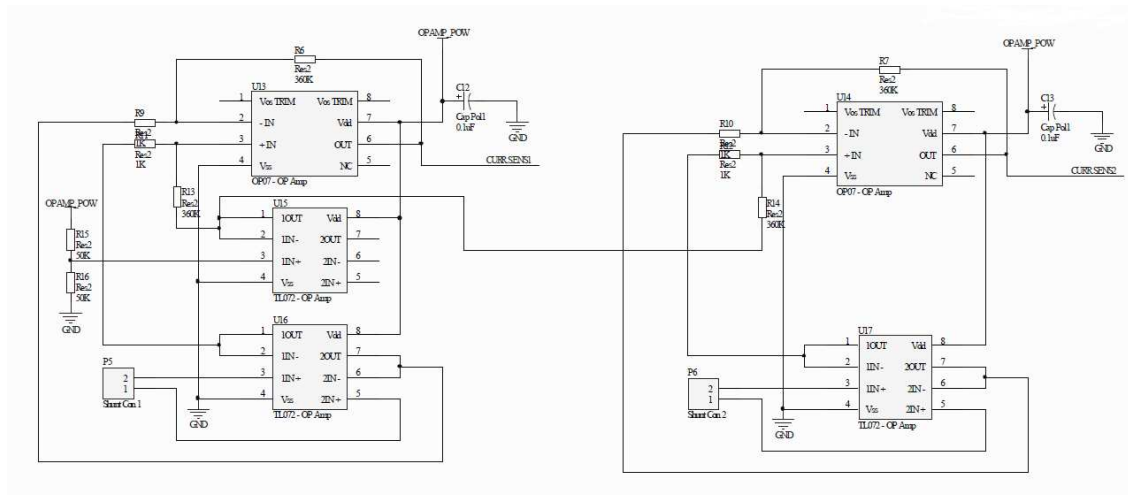 OPAMP_POW
R6
Res2
360K
U13
1 Vos TRIM Vos TRIM 8
2 - IN Vdd 7
3 + IN OUT 6
4 Vss NC 5
OP07 - OP Amp
C12
Cap Pol1
0.1uF
GND
CURR.SENS1
R9
Res2
1K
Res2
1K
R13
Res2
360K
OPAMP_POW
R15
Res2
50K
R16
Res2
50K
GND
U15
1 1OUT Vdd 8
2 1IN- 2OUT 7
3 1IN+ 2IN- 6
4 Vss 2IN+ 5
TL072 - OP Amp
U16
1 1OUT Vdd 8
2 1IN- 2OUT 7
3 1IN+ 2IN- 6
4 Vss 2IN+ 5
TL072 - OP Amp
GND
P5
2
1
Shunt Con 1
OPAMP_POW
R7
Res2
360K
U14
1 Vos TRIM Vos TRIM 8
2 - IN Vdd 7
3 + IN OUT 6
4 Vss NC 5
OP07 - OP Amp
C13
Cap Pol1
0.1uF
GND
CURR.SENS2
R10
Res2
1K
Res2
1K
R14
Res2
360K
U17
1 1OUT Vdd 8
2 1IN- 2OUT 7
3 1IN+ 2IN- 6
4 Vss 2IN+ 5
TL072 - OP Amp
GND
P6
2
1
Shunt Con 2